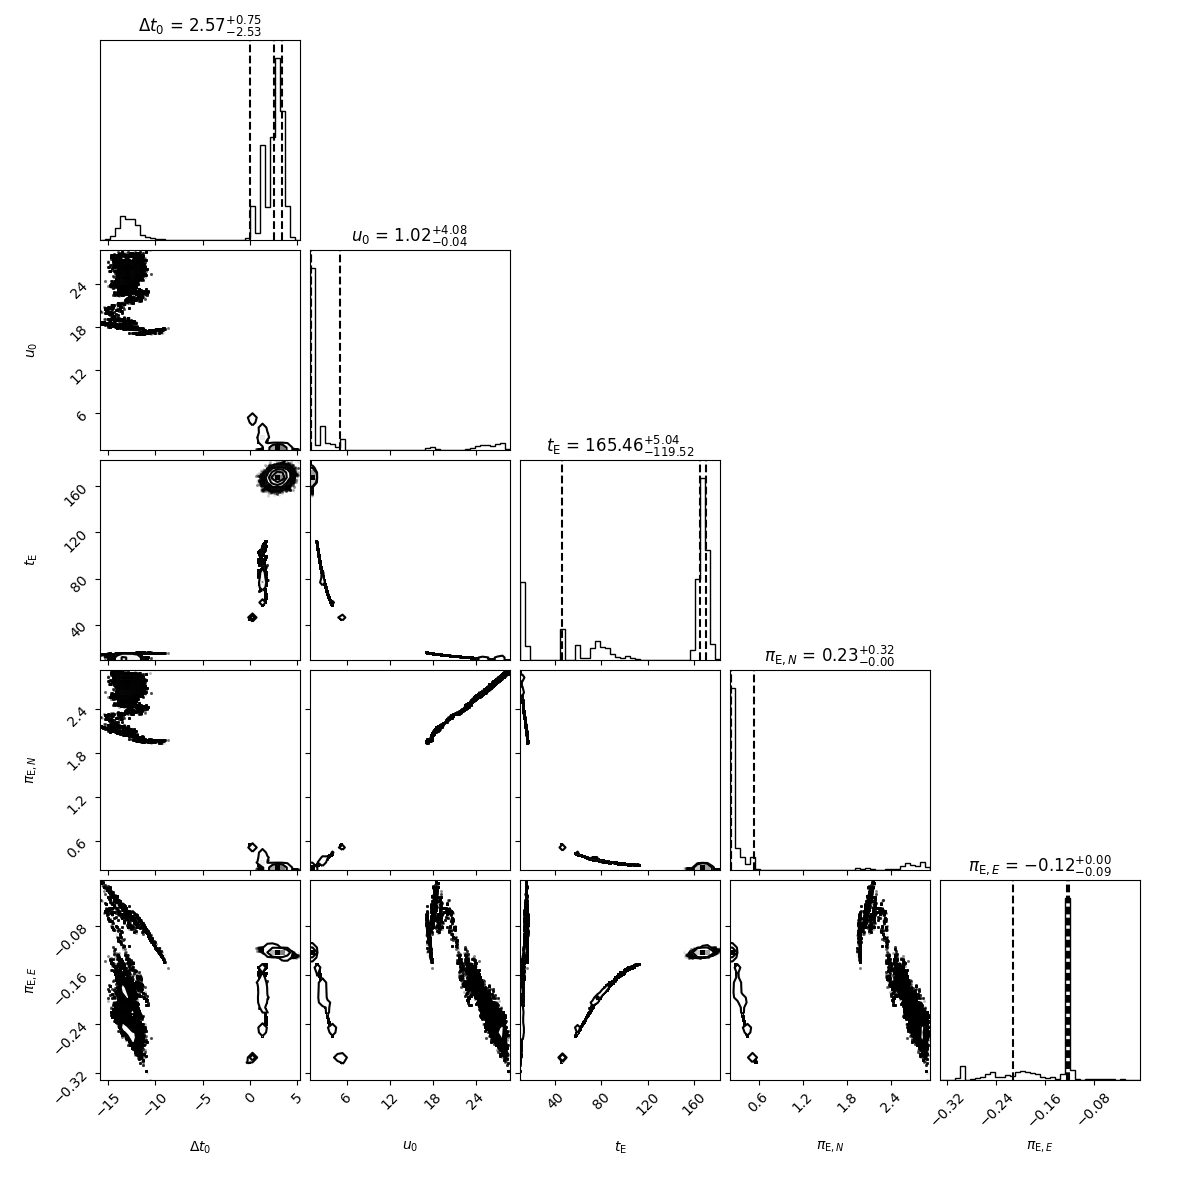 Δt₀ = 2.57^{+0.75}_{−2.53}
u₀ = 1.02^{+4.08}_{−0.04}
24
18
12
6
u₀
t_E = 165.46^{+5.04}_{−119.52}
160
120
80
40
t_E
π_{E,N} = 0.23^{+0.32}_{−0.00}
2.4
1.8
1.2
0.6
π_{E,N}
π_{E,E} = −0.12^{+0.00}_{−0.09}
−0.08
−0.16
−0.24
−0.32
π_{E,E}
−15 −10 −5 0 5 6 12 18 24 40 80 120 160 0.6 1.2 1.8 2.4 −0.32 −0.24 −0.16 −0.08
Δt₀ u₀ t_E π_{E,N} π_{E,E}